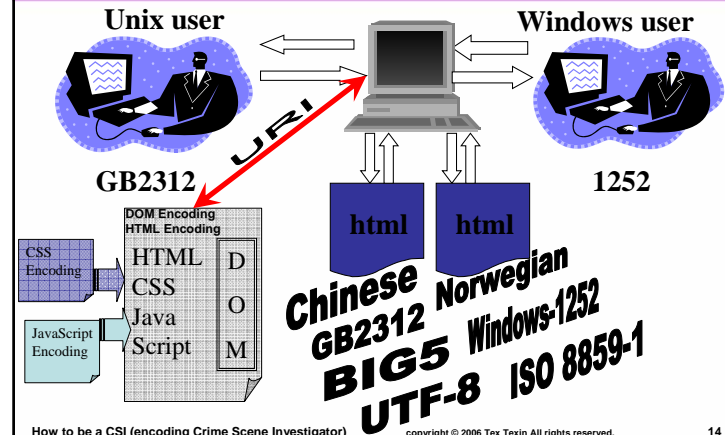 Unix user
Windows user
URI
GB2312
1252
DOM Encoding
HTML Encoding
HTML
CSS
Java
Script
D
O
M
CSS
Encoding
JavaScript
Encoding
html
html
Chinese
GB2312
BIG5
UTF-8
Norwegian
Windows-1252
ISO 8859-1
How to be a CSI (encoding Crime Scene Investigator)
copyright © 2006 Tex Texin All rights reserved.
14